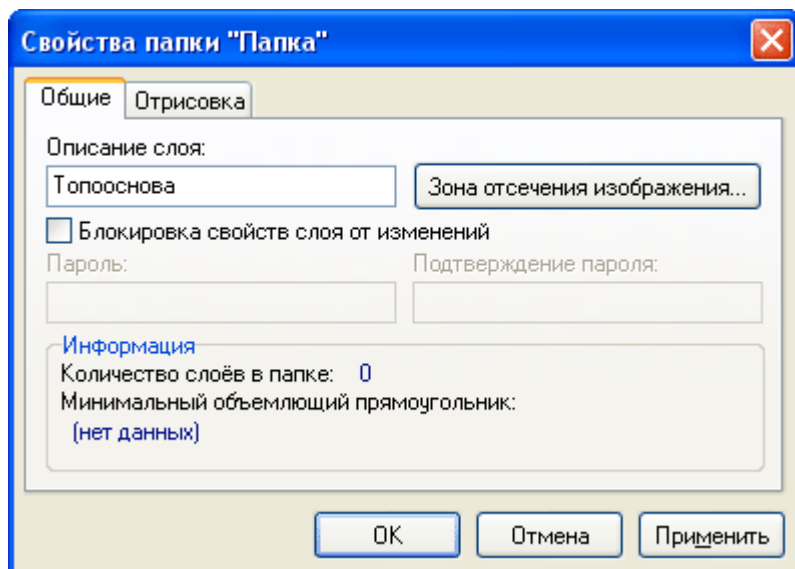 Свойства папки "Папка"
Общие Отрисовка
Описание слоя:
Топооснова Зона отсечения изображения...
Блокировка свойств слоя от изменений
Пароль: Подтверждение пароля:
Информация
Количество слоёв в папке: 0
Минимальный объемлющий прямоугольник:
(нет данных)
OK Отмена Применить